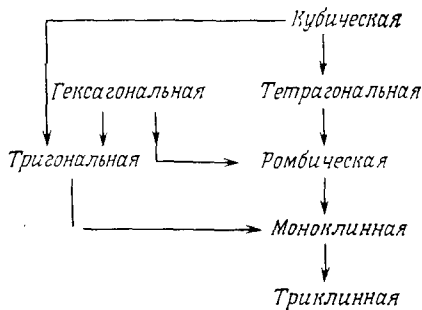 Кубическая
Гексагональная Тетрагональная
Тригональная Ромбическая
Моноклинная
Триклинная